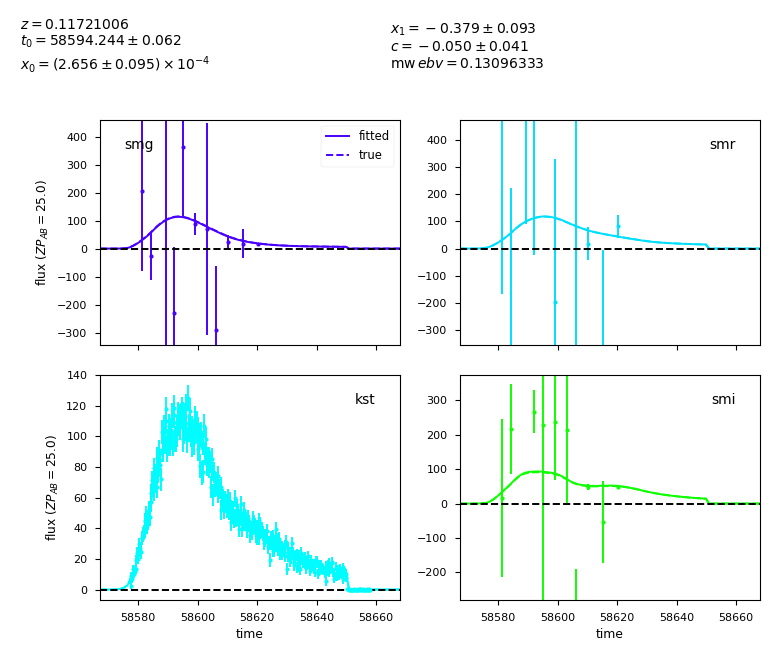 z = 0.11721006
t0 = 58594.244 ± 0.062
x0 = (2.656 ± 0.095) × 10^−4
x1 = −0.379 ± 0.093
c = −0.050 ± 0.041
mwebv = 0.13096333
smg
fitted
true
400
300
200
100
0
−100
−200
−300
flux (ZP_AB = 25.0)
smr
400
300
200
100
0
−100
−200
−300
kst
140
120
100
80
60
40
20
0
flux (ZP_AB = 25.0)
58580 58600 58620 58640 58660
time
smi
300
200
100
0
−100
−200
58580 58600 58620 58640 58660
time